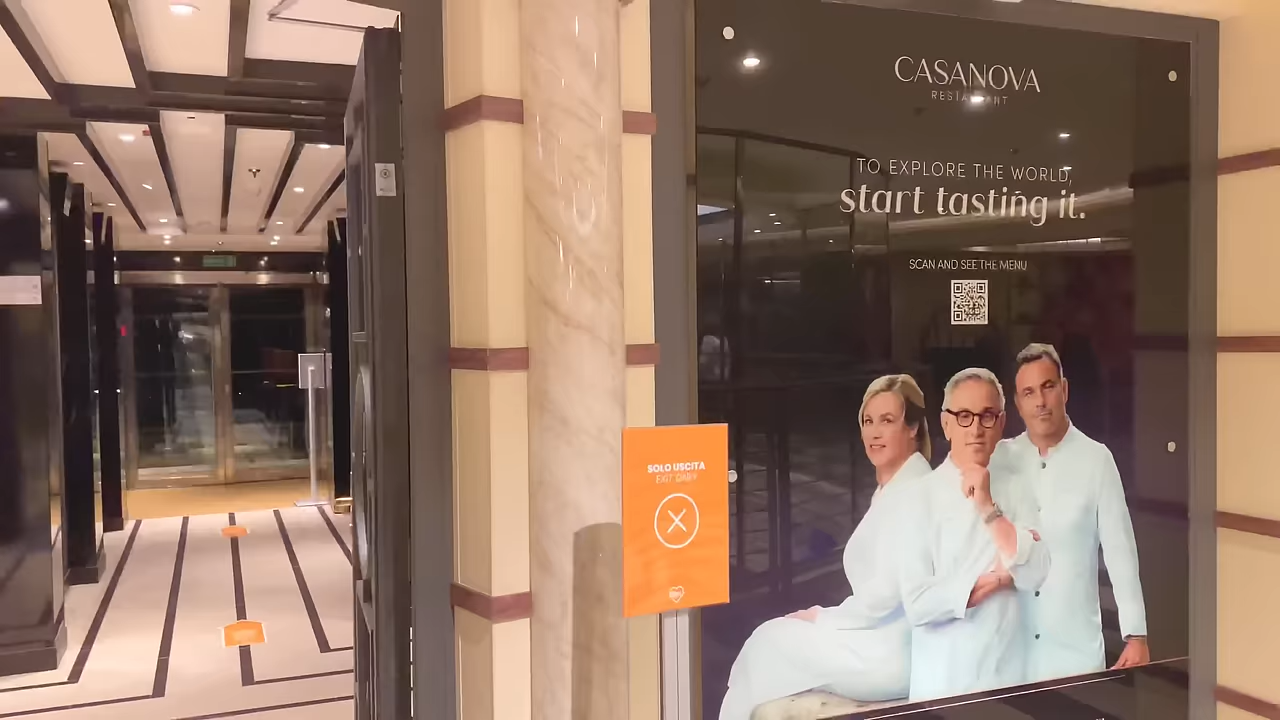 CASANOVA
RESTAURANT
TO EXPLORE THE WORLD,
start tasting it.
SCAN AND SEE THE MENU
SOLO USCITA
EXIT ONLY